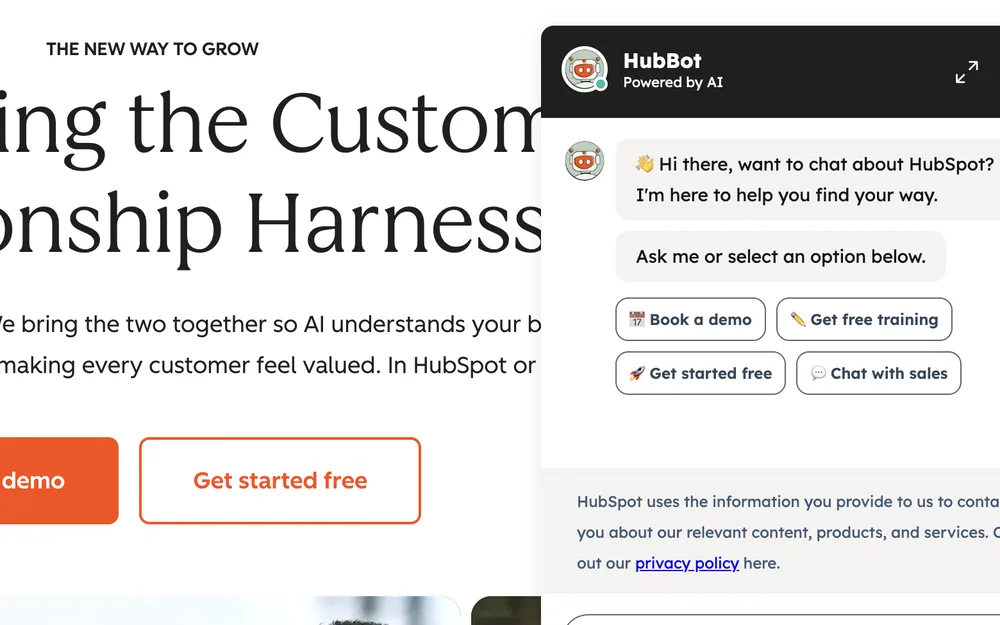 THE NEW WAY TO GROW
ing the Custom
onship Harness
e bring the two together so AI understands your b
making every customer feel valued. In HubSpot or
demo
Get started free
HubBot
Powered by AI
👋 Hi there, want to chat about HubSpot?
I'm here to help you find your way.
Ask me or select an option below.
📅 Book a demo
✏️ Get free training
🚀 Get started free
💬 Chat with sales
HubSpot uses the information you provide to us to conta
you about our relevant content, products, and services. C
out our privacy policy here.